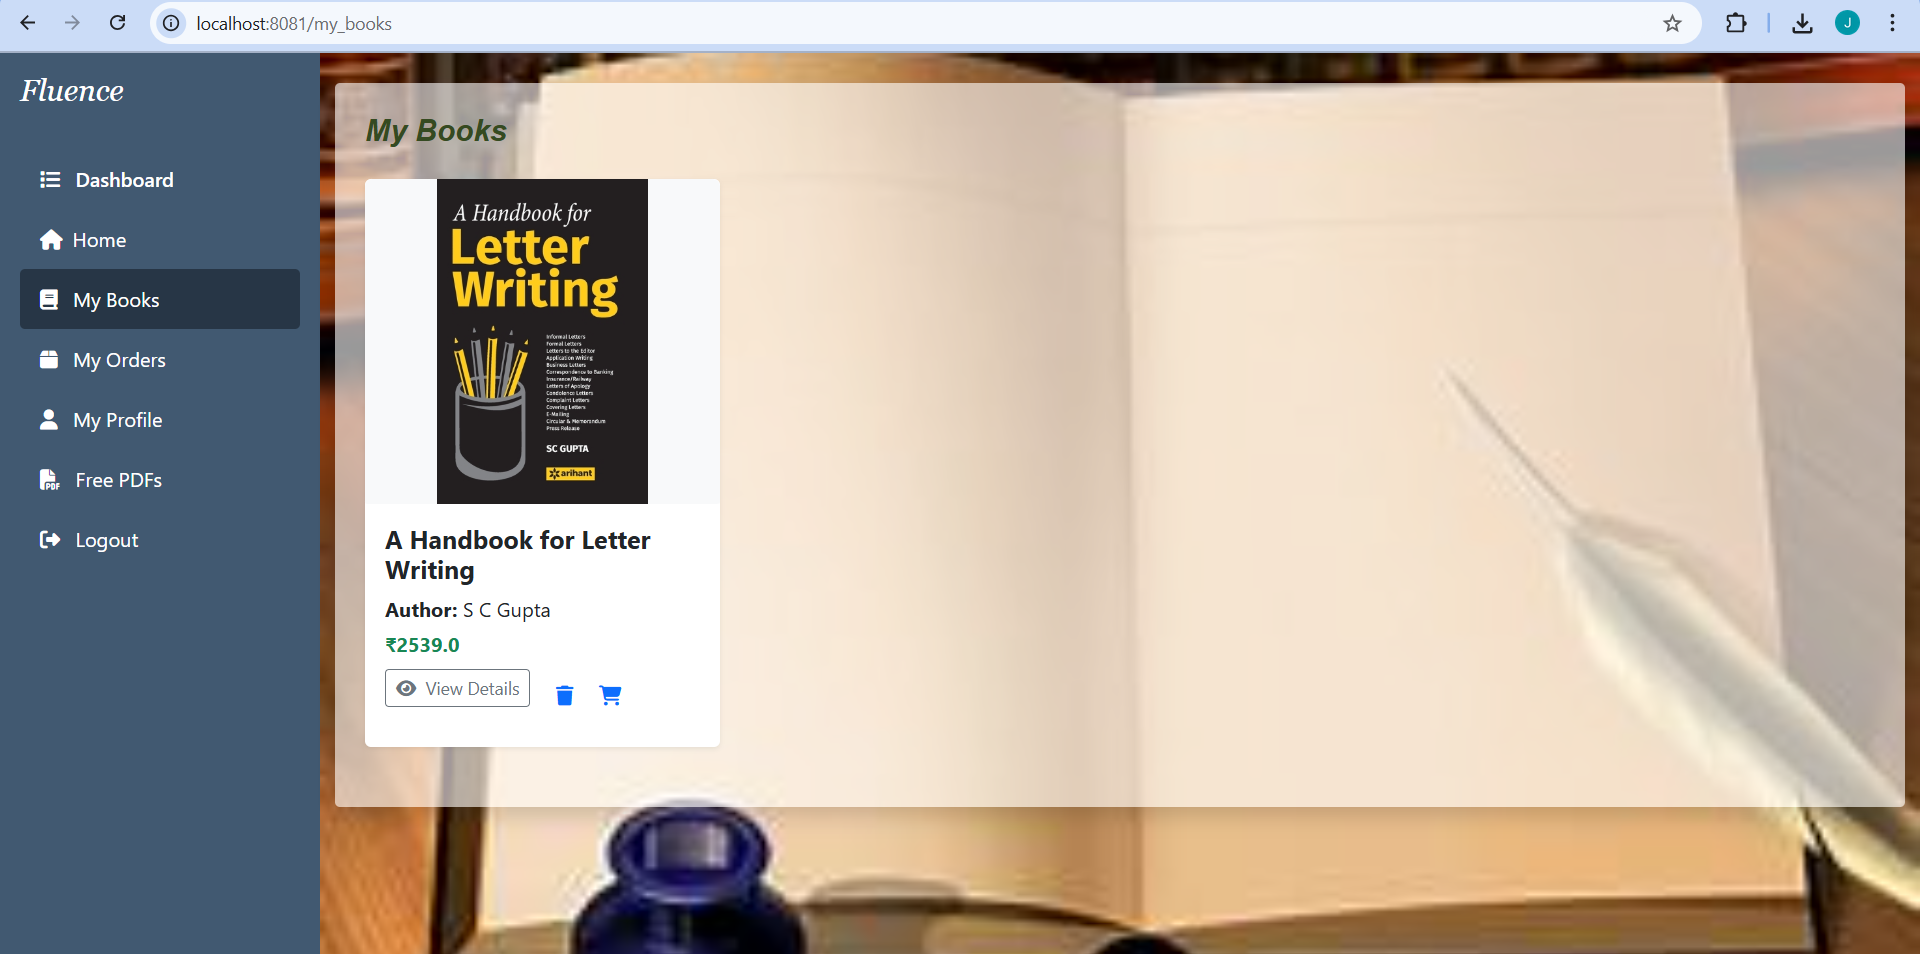 localhost:8081/my_books
J
Fluence
Dashboard
Home
My Books
My Orders
My Profile
PDF
Free PDFs
Logout
My Books
A Handbook for
Letter
Writing
Informal Letters
Formal Letters
Letters to the Editor
Application Writing
Business Letters
Correspondence to Banking
Insurance/Railway
Letters of Apology
Condolence Letters
Complaint Letters
Covering Letters
E-Mailing
Circular & Memorandum
Press Release
SC GUPTA
arihant
A Handbook for Letter
Writing
Author: S C Gupta
₹2539.0
View Details